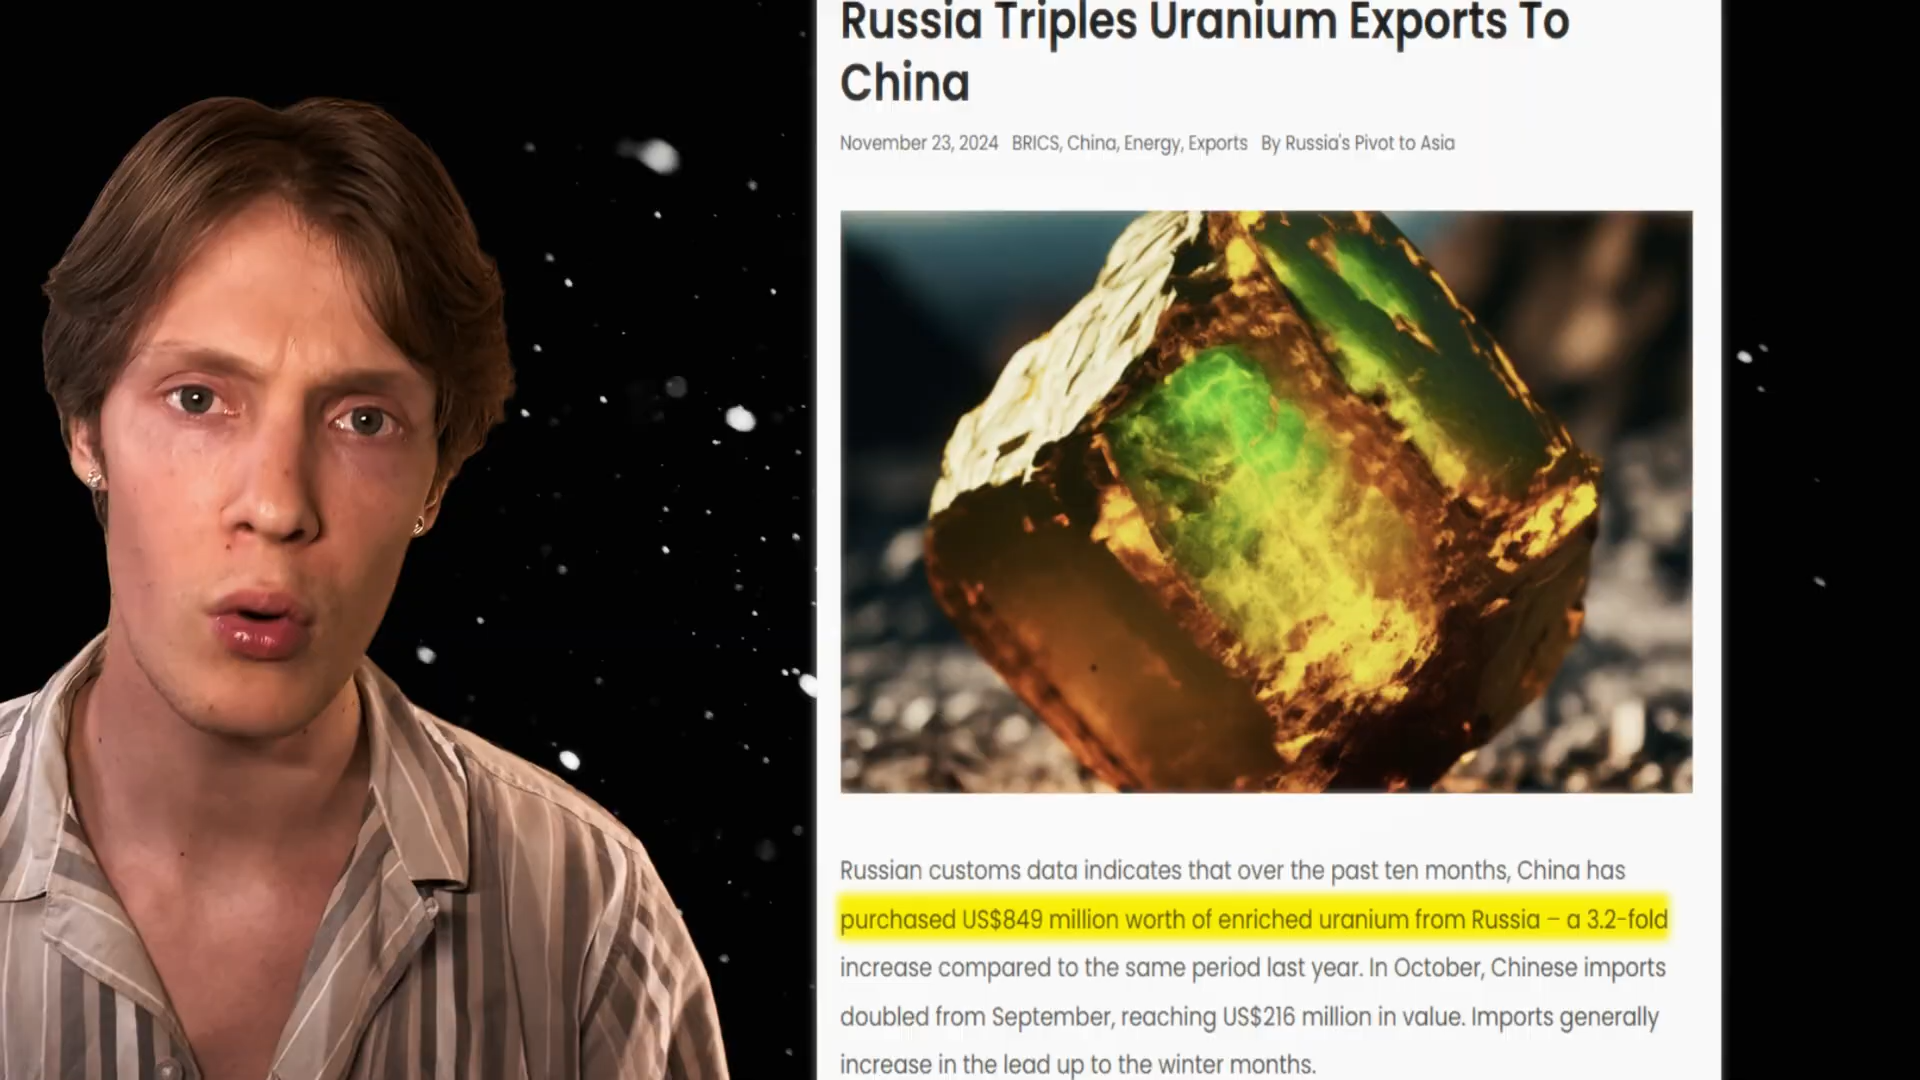 Russia Triples Uranium Exports To
China
November 23, 2024 BRICS, China, Energy, Exports By Russia's Pivot to Asia
Russian customs data indicates that over the past ten months, China has
purchased US$849 million worth of enriched uranium from Russia – a 3.2-fold
increase compared to the same period last year. In October, Chinese imports
doubled from September, reaching US$216 million in value. Imports generally
increase in the lead up to the winter months.